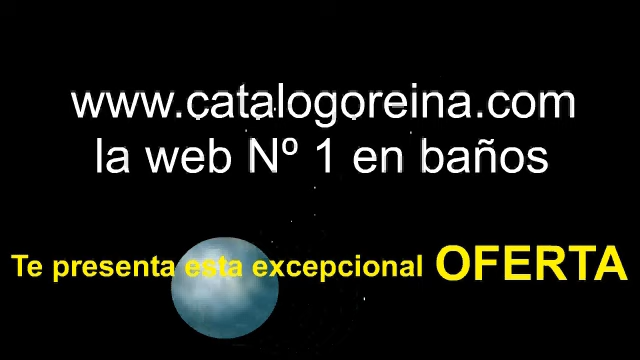 www.catalogoreina.com
la web Nº 1 en baños
Te presenta esta excepcional OFERTA